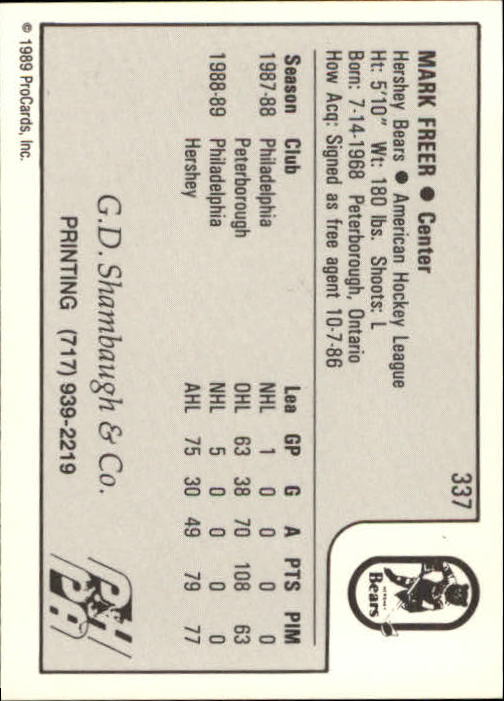 337
MARK FREER ● Center
Hershey Bears ● American Hockey League
Ht: 5'10" Wt: 180 lbs. Shoots: L
Born: 7-14-1968 Peterborough, Ontario
How Acq: Signed as free agent 10-7-86
Season Club Lea GP G A PTS PIM
1987-88 Philadelphia NHL 1 0 0 0 0
Peterborough OHL 63 38 70 108 63
1988-89 Philadelphia NHL 5 0 0 0 0
Hershey AHL 75 30 49 79 77
G.D. Shambaugh & Co.
PRINTING (717) 939-2219
© 1989 ProCards, Inc.
HERSHEY
Bears